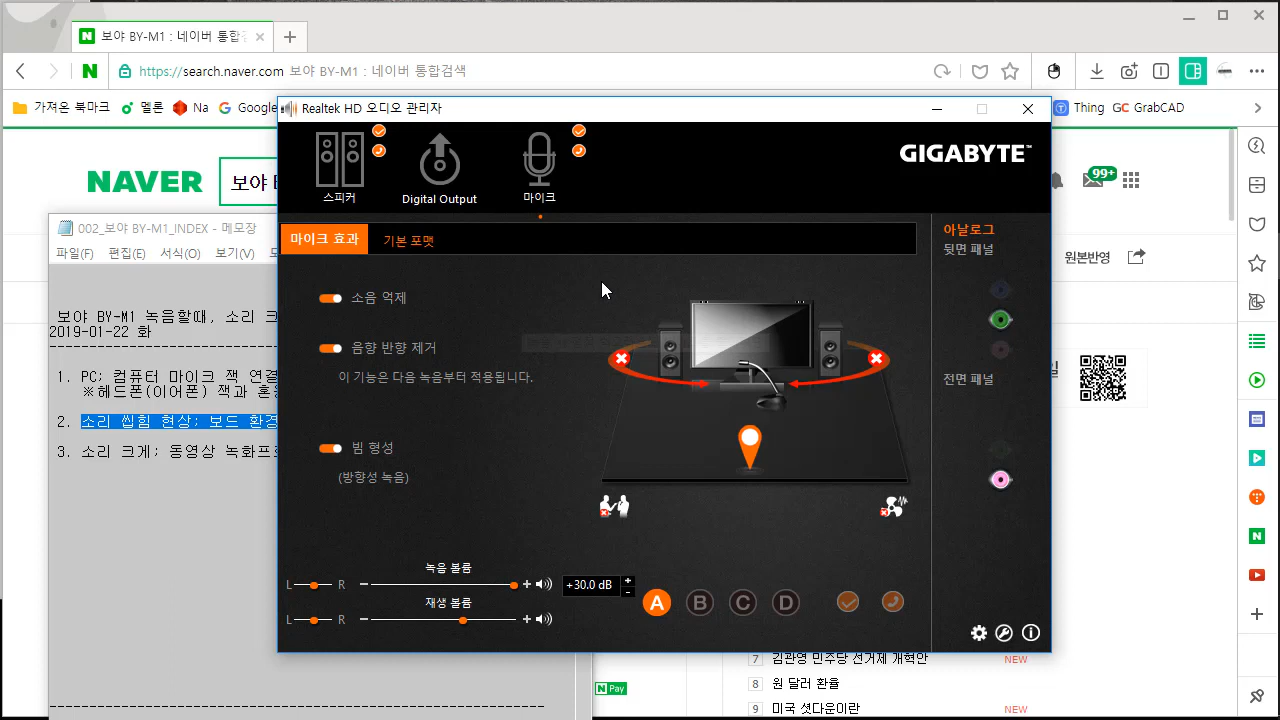 보야 BY-M1 : 네이버 통합
https://search.naver.com 보야 BY-M1 : 네이버 통합검색
가져온 북마크
멜론
Na
Google
Thing
GC GrabCAD
Realtek HD 오디오 관리자
스피커
Digital Output
마이크
GIGABYTE™
NAVER
보야
99+
002_보야 BY-M1_INDEX - 메모장
파일(F) 편집(E) 서식(O) 보기(V)
마이크 효과
기본 포맷
아날로그
뒷면 패널
원본반영
소음 억제
보야 BY-M1 녹음할때, 소리
2019-01-22 화
음향 반향 제거
이 기능은 다음 녹음부터 적용됩니다.
전면 패널
1. PC; 컴퓨터 마이크 잭 연결
※헤드폰(이어폰) 잭과
2. 소리 씹힘 현상; 보드 환경
3. 소리 크게;
빔 형성
(방향성 녹음)
녹음 볼륨
L R
+30.0 dB
재생 볼륨
L R
A B C D
7 김관영 민주당 선거제 개혁안 NEW
N Pay
8 원 달러 환율
9 미국 셧다운이란 NEW